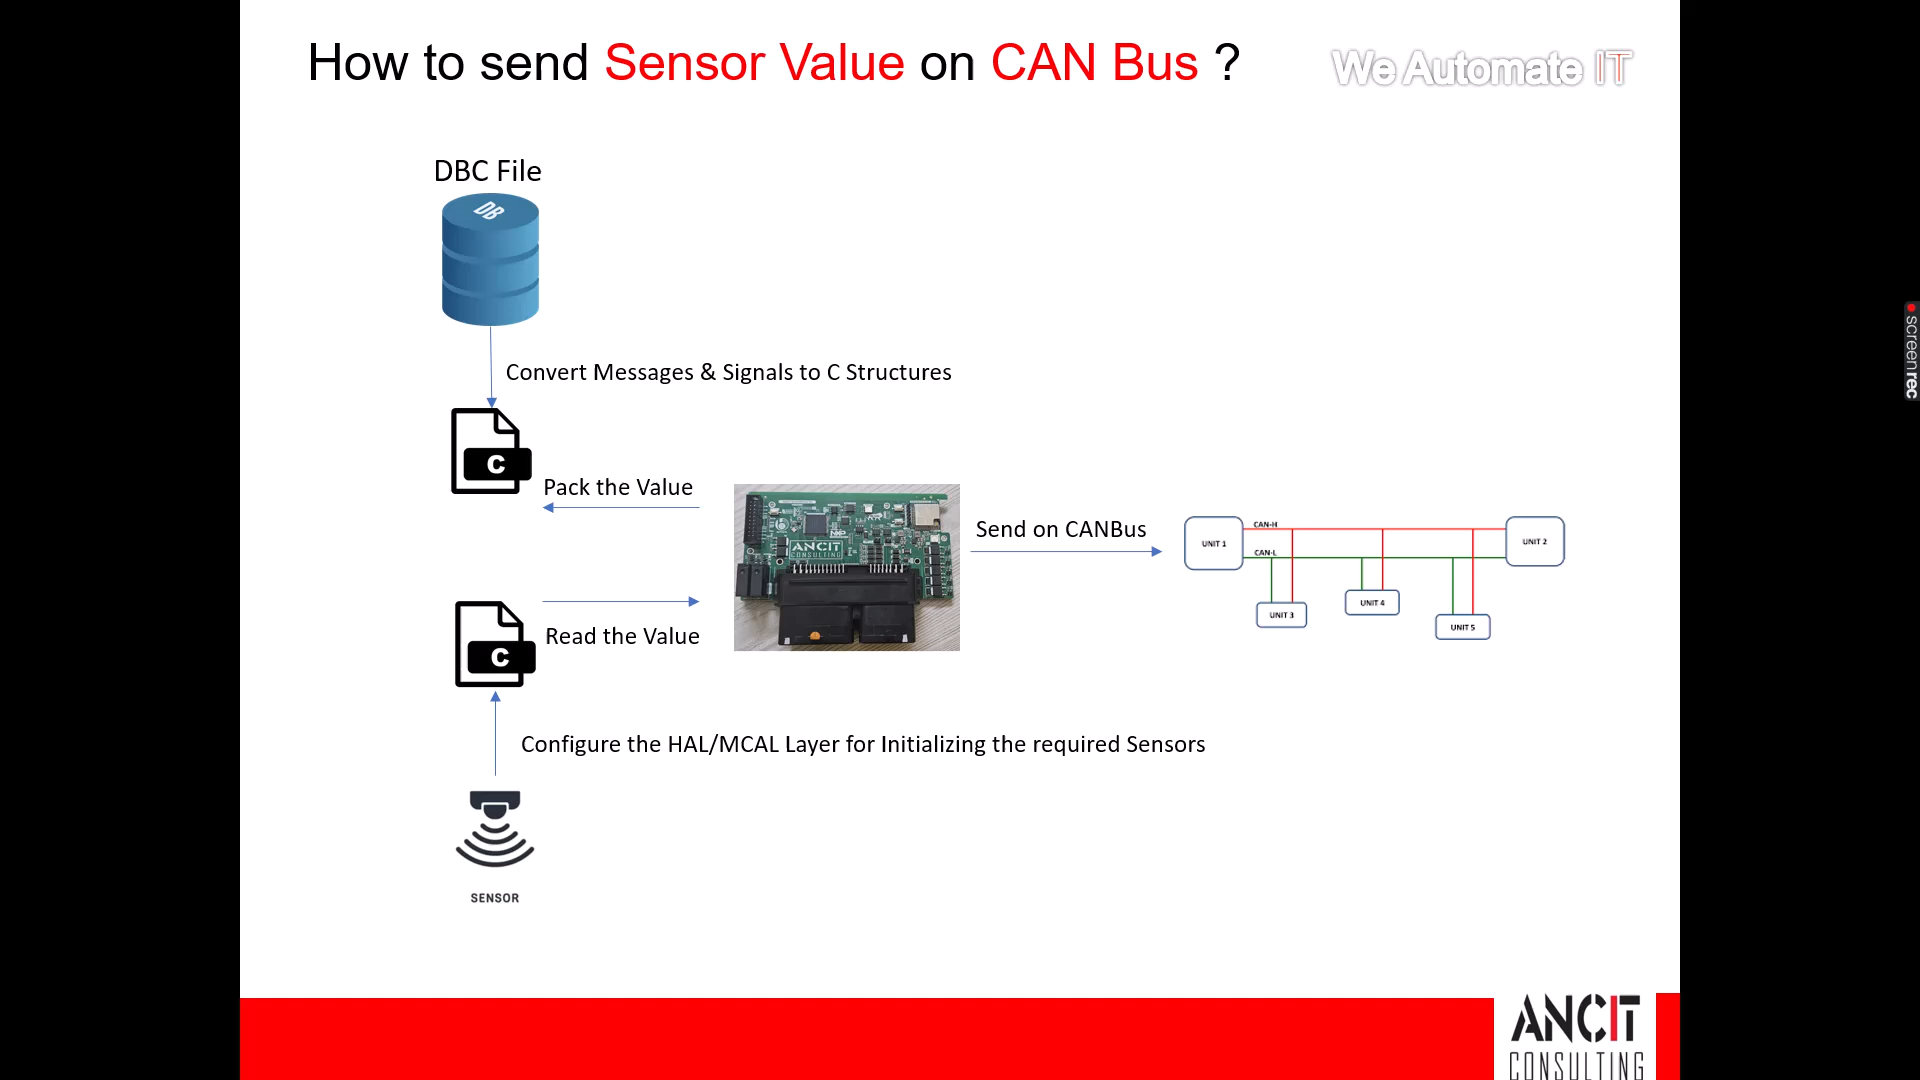 How to send Sensor Value on CAN Bus ?
We Automate IT
DBC File
DB
Convert Messages & Signals to C Structures
C
Pack the Value
ANCIT
CONSULTING
NXP
Send on CANBus
CAN-H
CAN-L
UNIT 1
UNIT 2
UNIT 3
UNIT 4
UNIT 5
Read the Value
C
Configure the HAL/MCAL Layer for Initializing the required Sensors
SENSOR
ANCIT
CONSULTING
screenrec